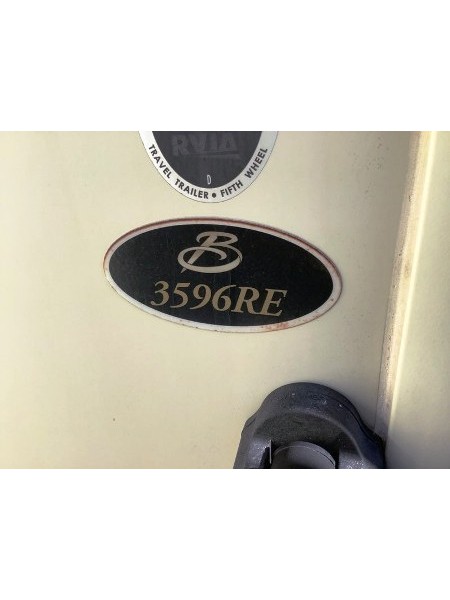 RVIA
D
TRAVEL TRAILER • FIFTH WHEEL
B
3596RE